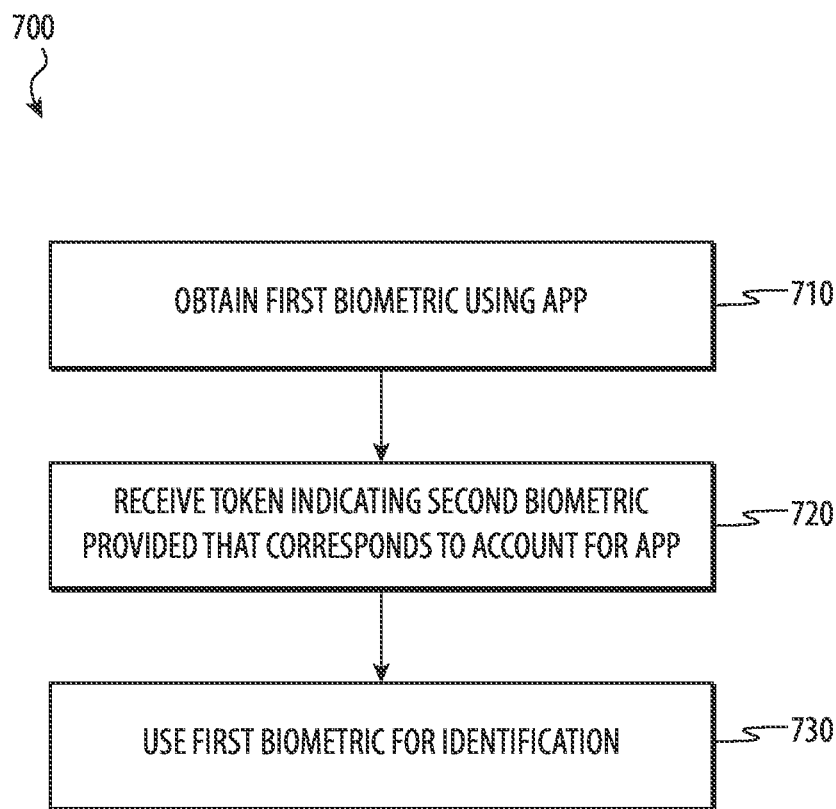 700
OBTAIN FIRST BIOMETRIC USING APP
710
RECEIVE TOKEN INDICATING SECOND BIOMETRIC
PROVIDED THAT CORRESPONDS TO ACCOUNT FOR APP
720
USE FIRST BIOMETRIC FOR IDENTIFICATION
730